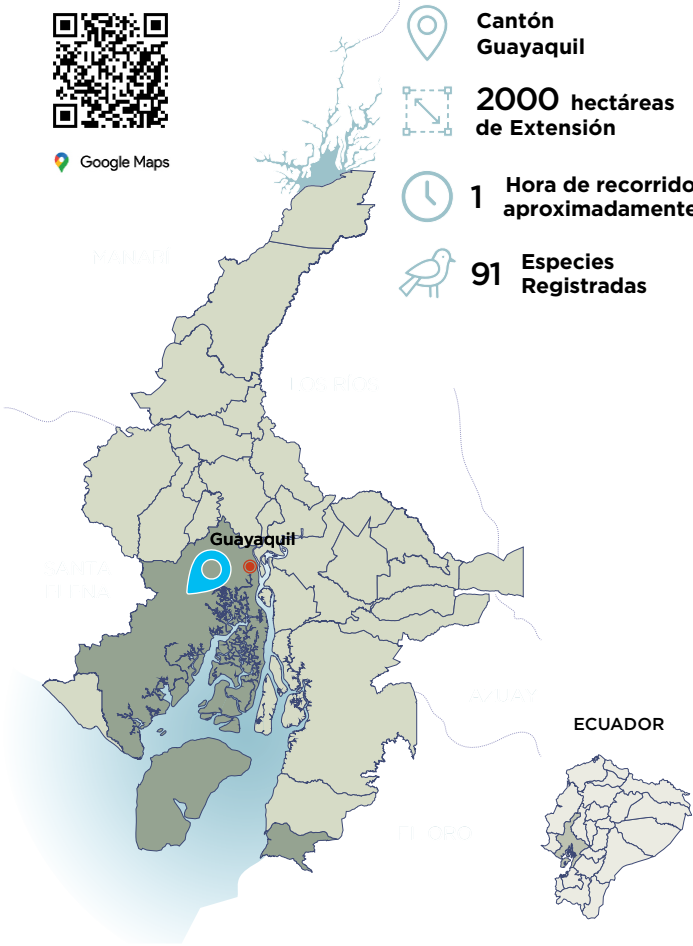 Google Maps
Cantón
Guayaquil
2000 hectáreas
de Extensión
1 Hora de recorrido
aproximadamente
91 Especies
Registradas
MANABÍ
LOS RÍOS
Guayaquil
SANTA
ELENA
AZUAY
EL ORO
ECUADOR